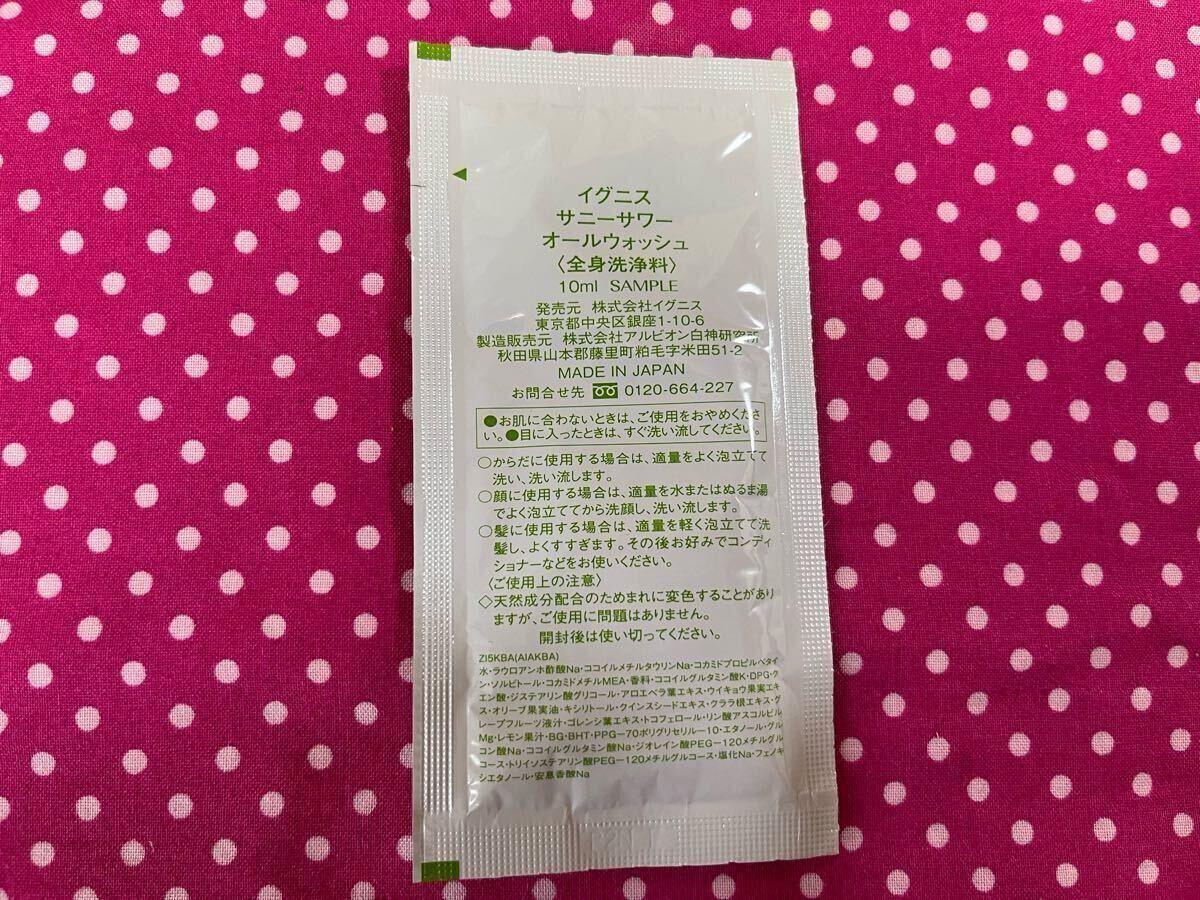 イグニス
サニーサワー
オールウォッシュ
〈全身洗浄料〉
10ml SAMPLE
発売元 株式会社イグニス
東京都中央区銀座1-10-6
製造販売元 株式会社アルビオン白神研究所
秋田県山本郡藤里町粕毛字米田51-2
MADE IN JAPAN
お問合せ先 0120-664-227
●お肌に合わないときは、ご使用をおやめくださ
い。●目に入ったときは、すぐ洗い流してください。
○からだに使用する場合は、適量をよく泡立てて
洗い、洗い流します。
○顔に使用する場合は、適量を水またはぬるま湯
でよく泡立ててから洗顔し、洗い流します。
○髪に使用する場合は、適量を軽く泡立てて洗
髪し、よくすすぎます。その後お好みでコンディ
ショナーなどをお使いください。
〈ご使用上の注意〉
◇天然成分配合のためまれに変色することがあり
ますが、ご使用に問題はありません。
開封後は使い切ってください。
ZI5KBA(AIAKBA)
水・ラウロアンホ酢酸Na・ココイルメチルタウリンNa・コカミドプロピルベタイ
ン・ソルビトール・コカミドメチルMEA・香料・ココイルグルタミン酸K・DPG・ク
エン酸・ジステアリン酸グリコール・アロエベラ葉エキス・ウイキョウ果実エキ
ス・オリーブ果実油・キシリトール・クインスシードエキス・クララ根エキス・グ
レープフルーツ液汁・ゴレンシ葉エキス・トコフェロール・リン酸アスコルビル
Mg・レモン果汁・BG・BHT・PPG-70ポリグリセリル-10・エタノール・グル
コン酸Na・ココイルグルタミン酸Na・ジオレイン酸PEG-120メチルグル
コース・トリイソステアリン酸PEG-120メチルグルコース・塩化Na・フェノキ
シエタノール・安息香酸Na